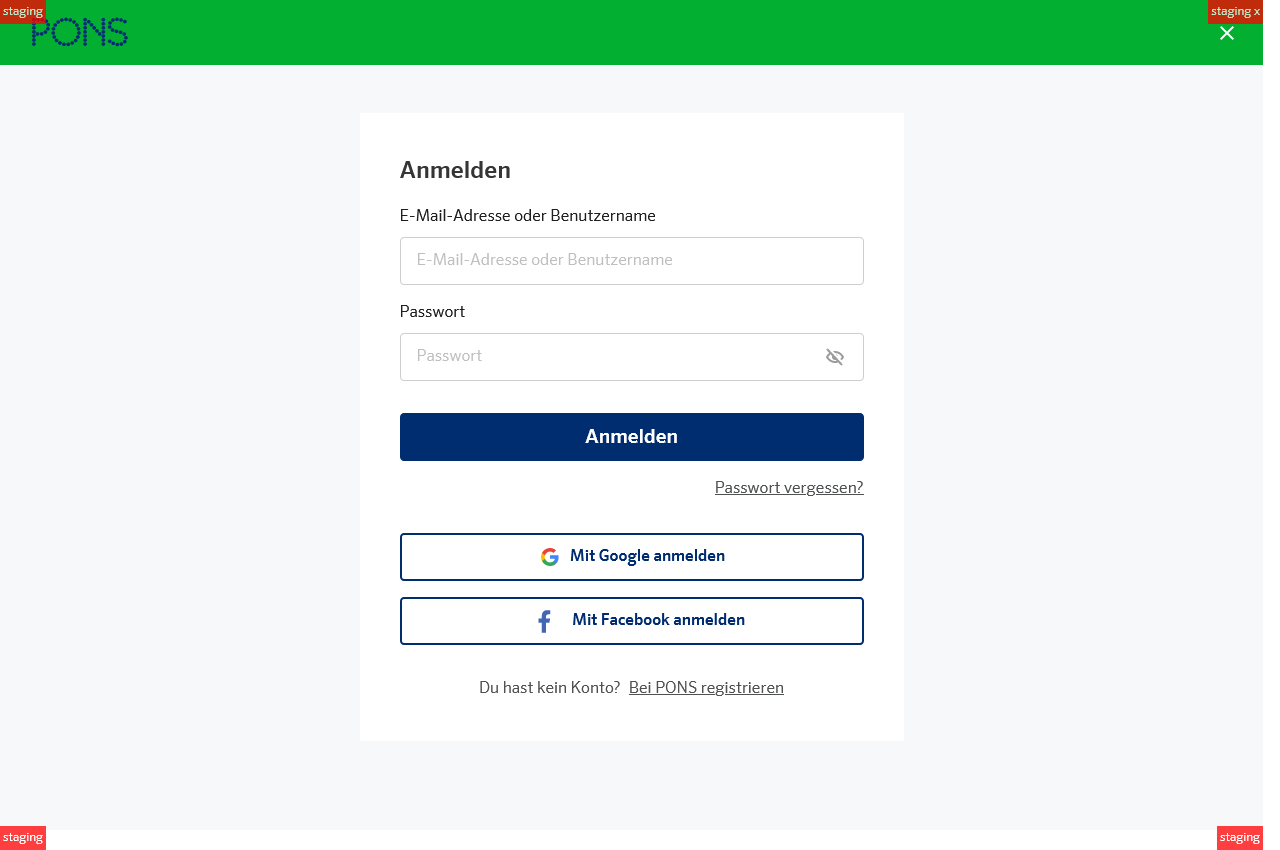 staging
staging x
PONS
Anmelden
E-Mail-Adresse oder Benutzername
E-Mail-Adresse oder Benutzername
Passwort
Passwort
Anmelden
Passwort vergessen?
Mit Google anmelden
Mit Facebook anmelden
Du hast kein Konto? Bei PONS registrieren
staging
staging